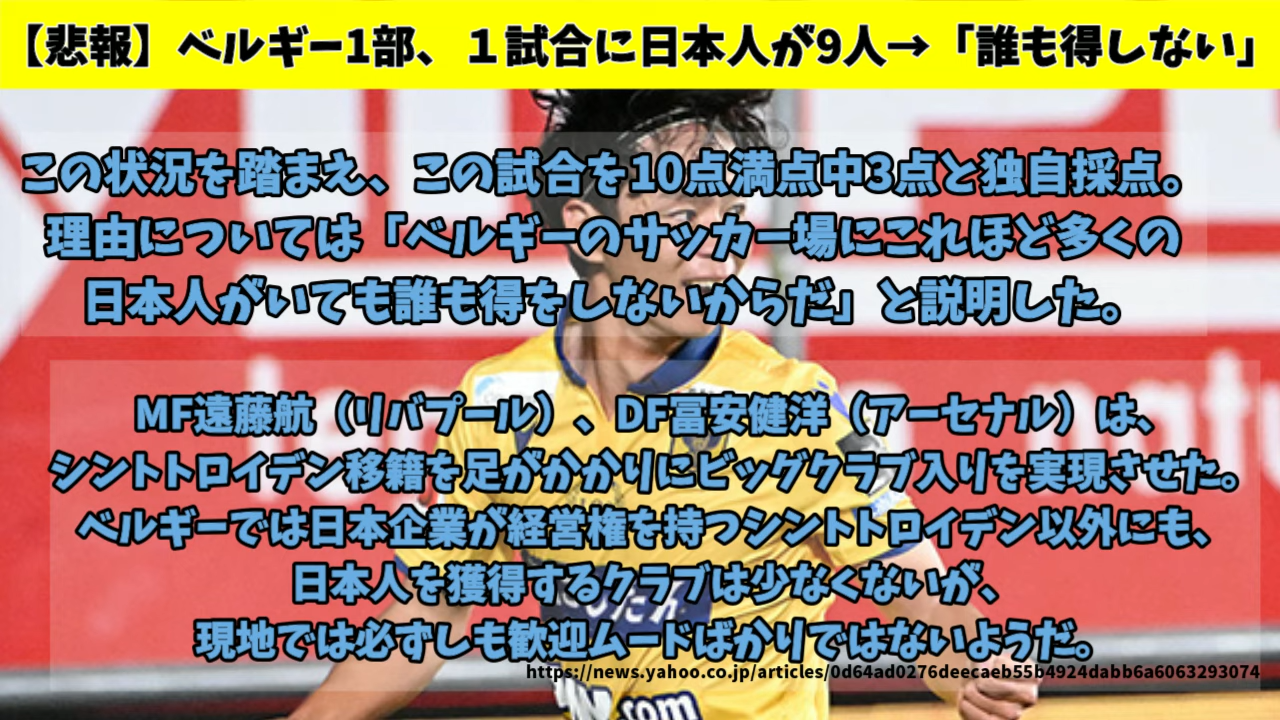 【悲報】ベルギー1部、１試合に日本人が9人→「誰も得しない」
この状況を踏まえ、この試合を10点満点中3点と独自採点。
理由については「ベルギーのサッカー場にこれほど多くの
日本人がいても誰も得をしないからだ」と説明した。
MF遠藤航（リバプール）、DF冨安健洋（アーセナル）は、
シントトロイデン移籍を足がかりにビッグクラブ入りを実現させた。
ベルギーでは日本企業が経営権を持つシントトロイデン以外にも、
日本人を獲得するクラブは少なくないが、
現地では必ずしも歓迎ムードばかりではないようだ。
https://news.yahoo.co.jp/articles/0d64ad0276deecaeb55b4924dabb6a6063293074
.com